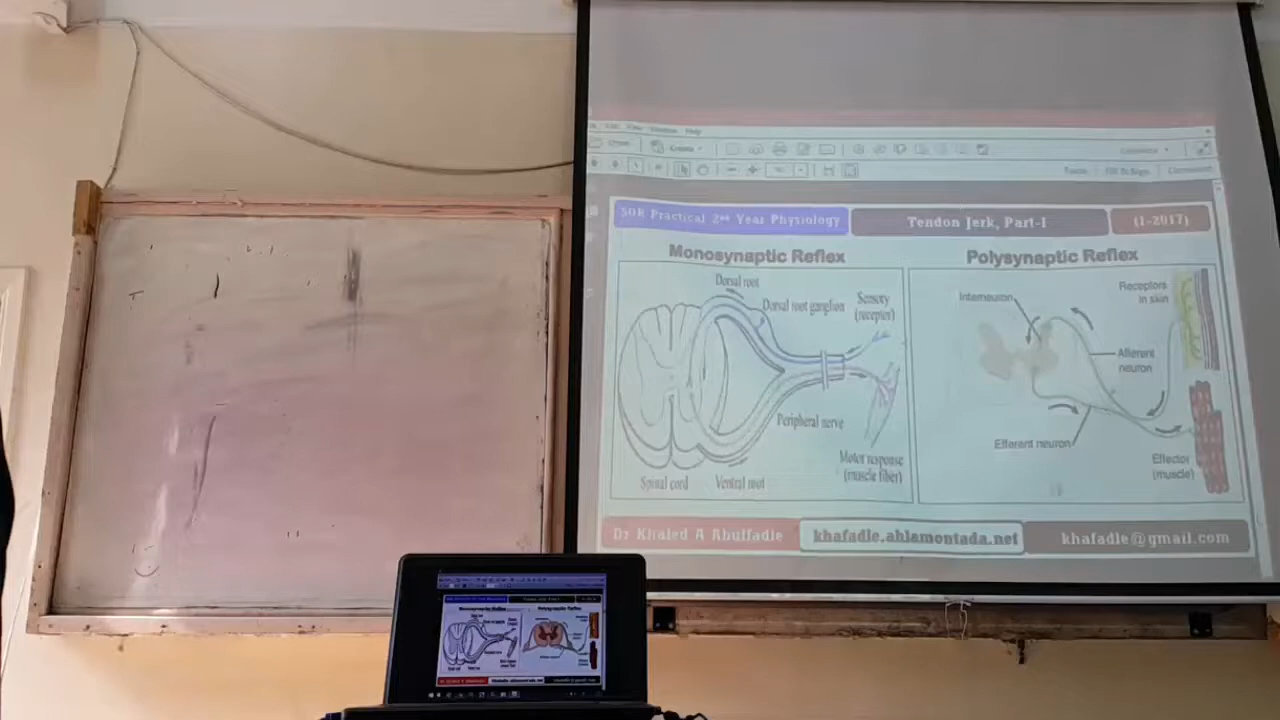 Create
SOR Practical 2nd Year Physiology
Tendon Jerk, Part-I
(1-2017)
Monosynaptic Reflex
Dorsal root
Dorsal root ganglion
Sensory
(receptor)
Peripheral nerve
Motor response
(muscle fiber)
Spinal cord
Ventral root
Polysynaptic Reflex
Interneuron
Receptors
in skin
Afferent
neuron
Efferent neuron
Effector
(muscle)
Dr Khaled A Abulfadle
khafadle.ahlamontada.net
khafadle@gmail.com